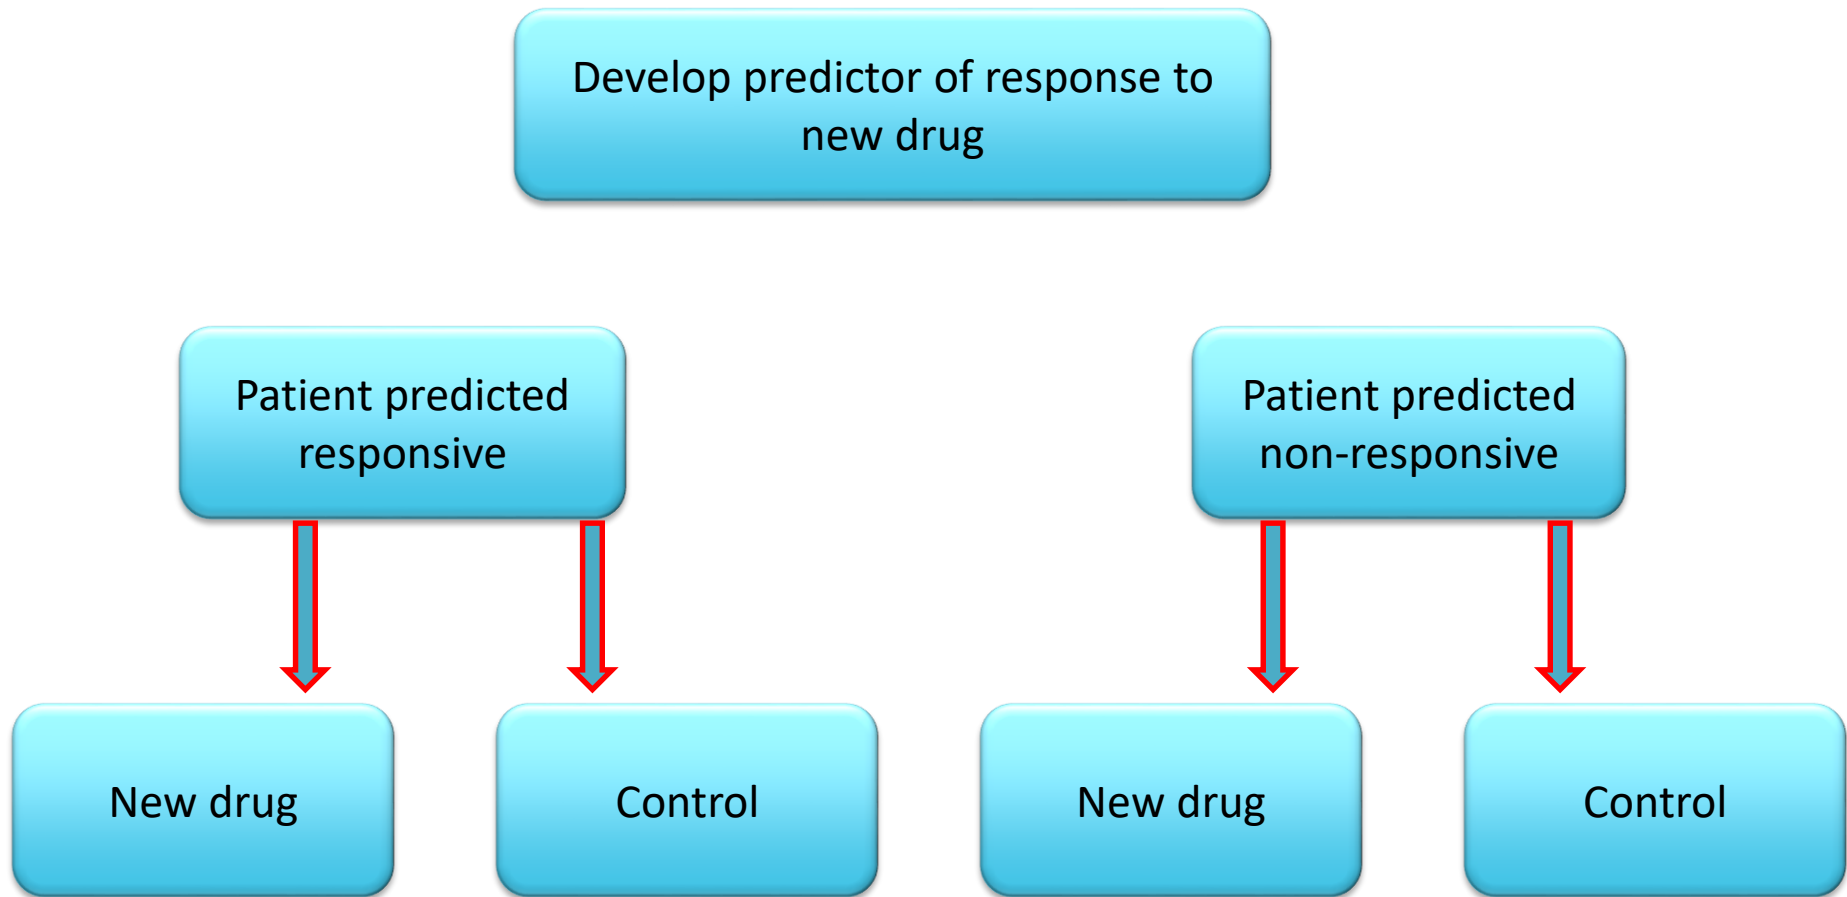 Develop predictor of response to
new drug
Patient predicted
responsive
Patient predicted
non-responsive
New drug
Control
New drug
Control